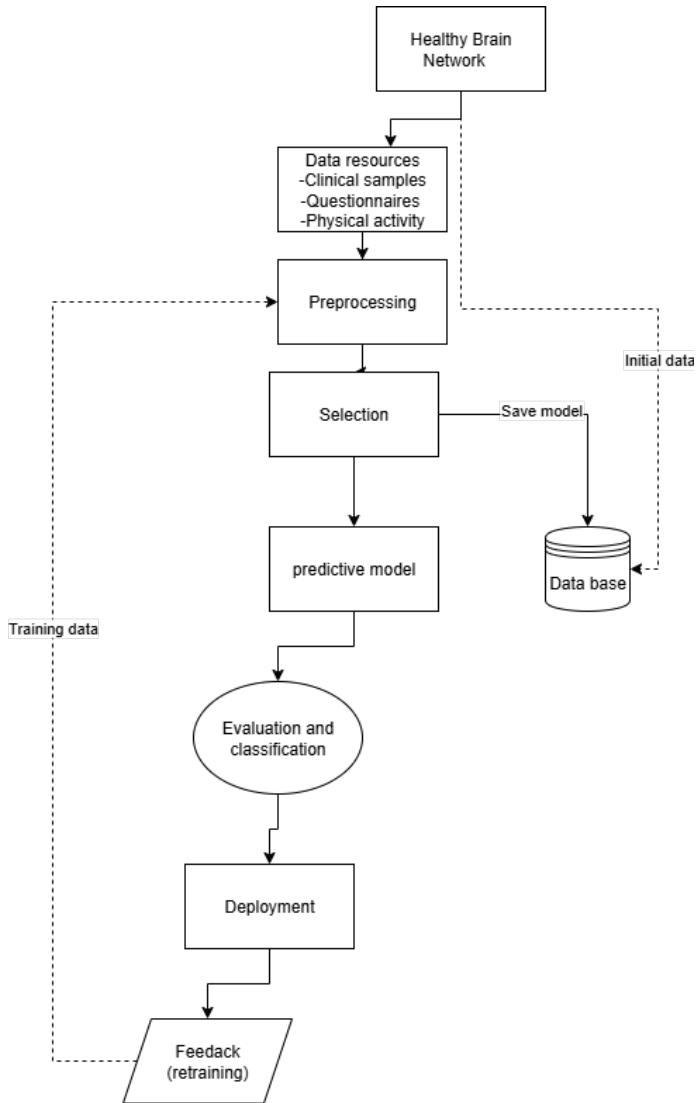 Healthy Brain
Network
Data resources
-Clinical samples
-Questionnaires
-Physical activity
Preprocessing
Initial data
Selection
Save model
predictive model
Data base
Training data
Evaluation and
classification
Deployment
Feedack
(retraining)